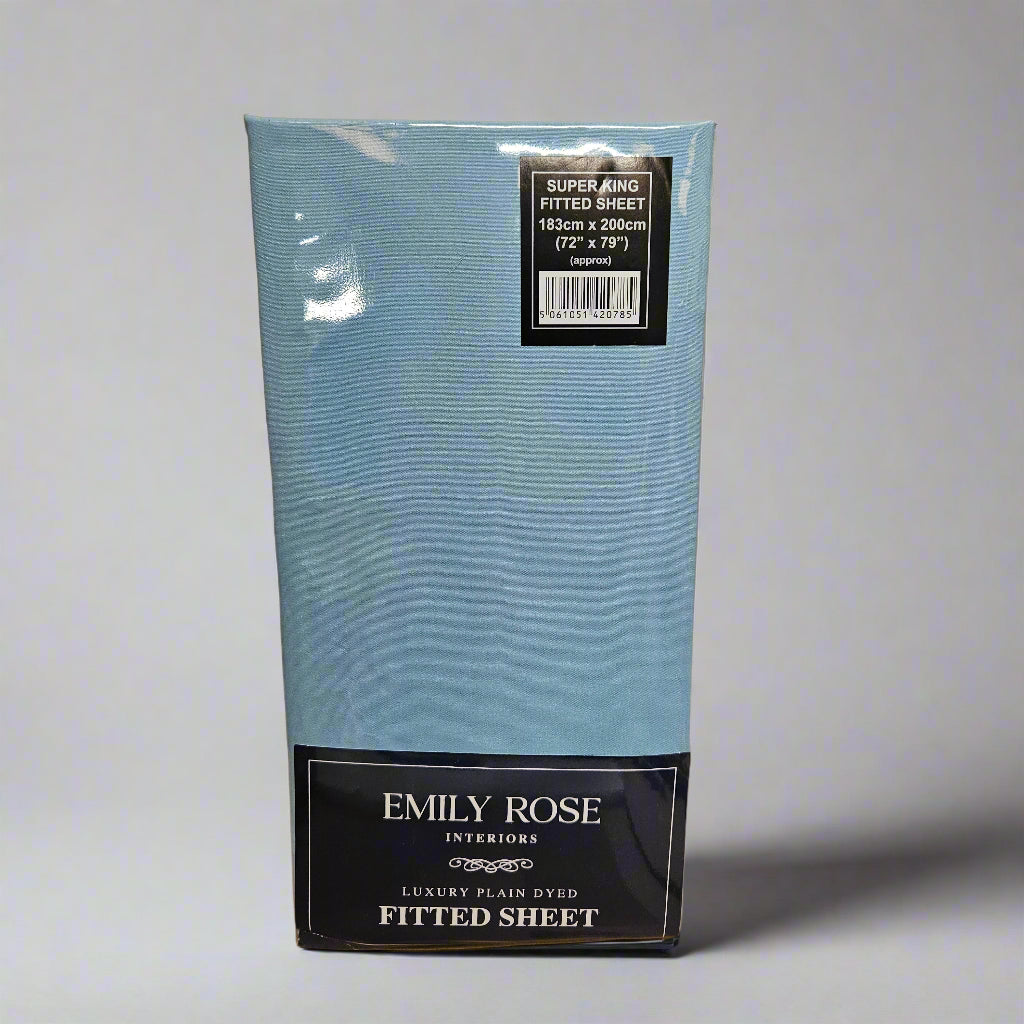 SUPER KING
FITTED SHEET
183cm x 200cm
(72” x 79”)
(approx)
5 061051 420785
EMILY ROSE
INTERIORS
LUXURY PLAIN DYED
FITTED SHEET